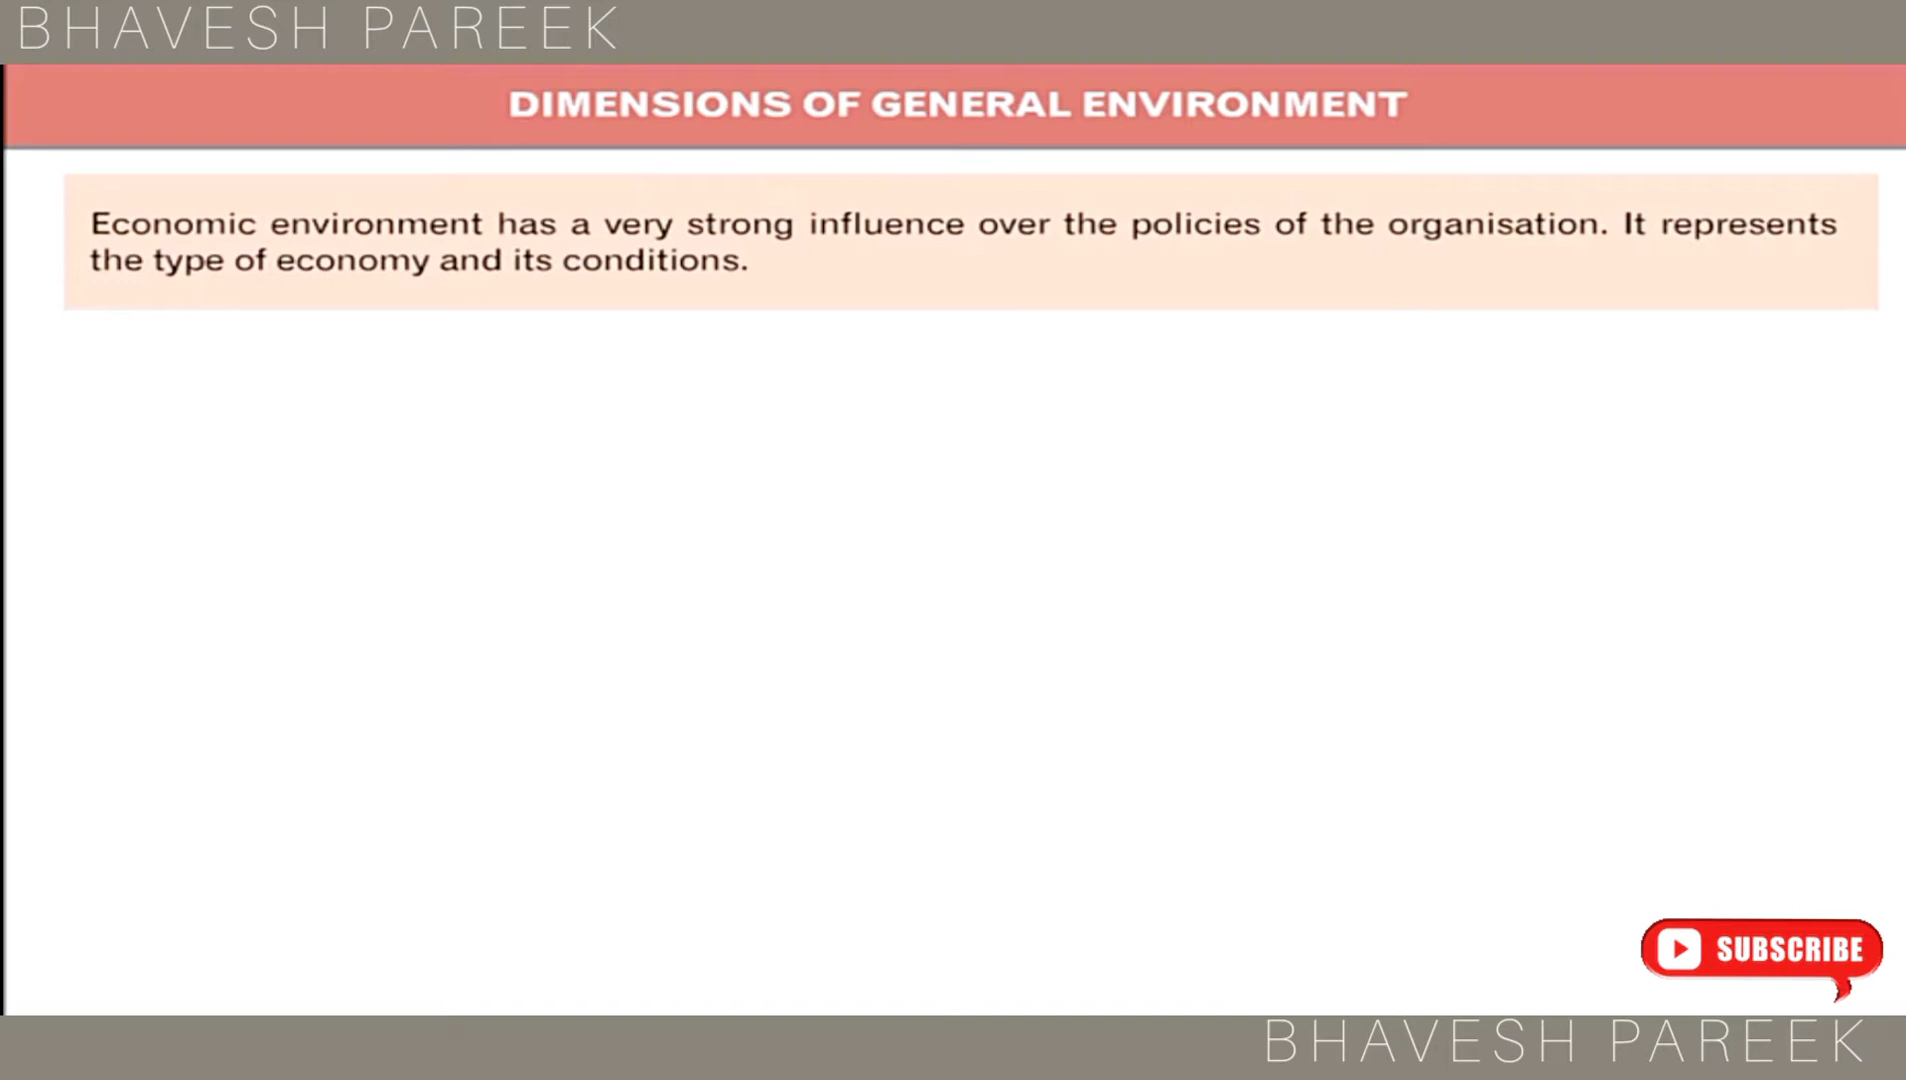 BHAVESH PAREEK
DIMENSIONS OF GENERAL ENVIRONMENT
Economic environment has a very strong influence over the policies of the organisation. It represents
the type of economy and its conditions.
SUBSCRIBE
BHAVESH PAREEK